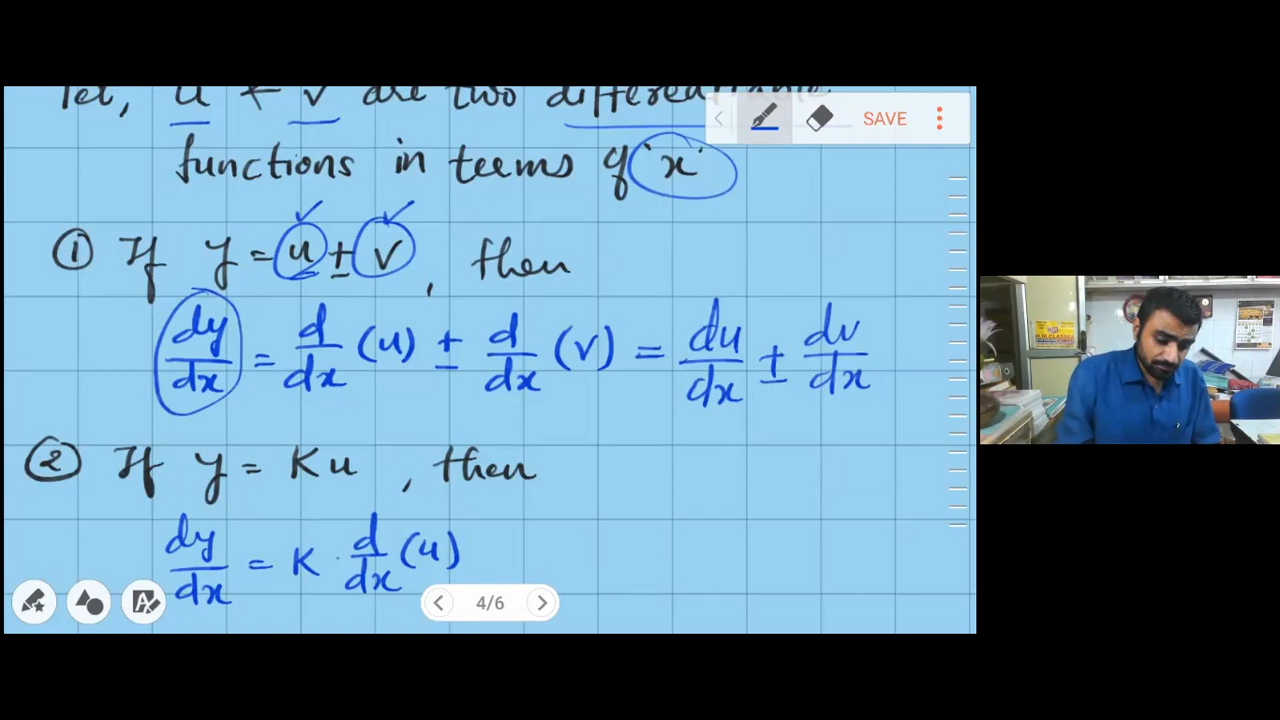 let, u & v are two
functions in teems of 'x'
① If y = u ± v , then
dy/dx = d/dx (u) ± d/dx (v) = du/dx ± dv/dx
② If y = Ku , then
dy/dx = K · d/dx (u)
SAVE
4/6